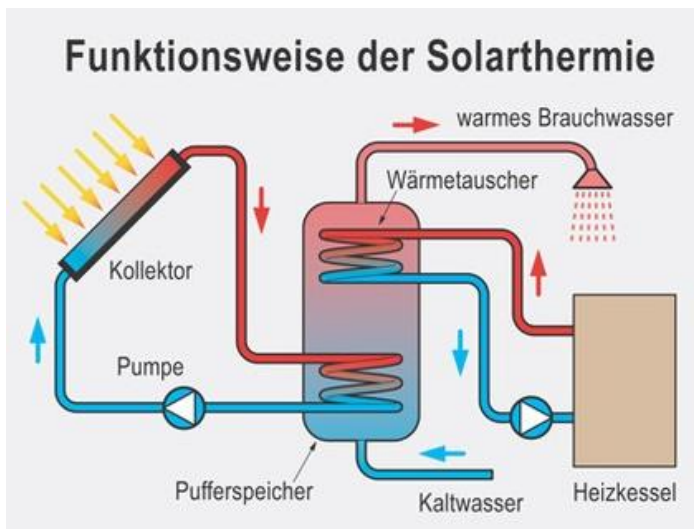 Funktionsweise der Solarthermie
warmes Brauchwasser
Wärmetauscher
Kollektor
Pumpe
Pufferspeicher
Kaltwasser
Heizkessel